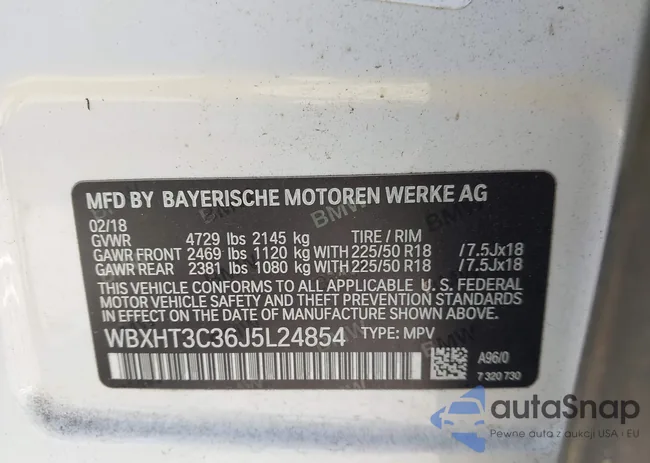 MFD BY BAYERISCHE MOTOREN WERKE AG
02/18
GVWR 4729 lbs 2145 kg TIRE / RIM
GAWR FRONT 2469 lbs 1120 kg WITH 225/50 R18 /7.5Jx18
GAWR REAR 2381 lbs 1080 kg WITH 225/50 R18 /7.5Jx18
THIS VEHICLE CONFORMS TO ALL APPLICABLE U. S. FEDERAL
MOTOR VEHICLE SAFETY BUMPER, AND THEFT PREVENTION
STANDARDS IN EFFECT ON THE DATE OF MANUFACTURE SHOWN ABOVE.
WBXHT3C36J5L24854 TYPE: MPV
A96/0
7 320 730
autoSnap
Pewne auta z aukcji USA i EU